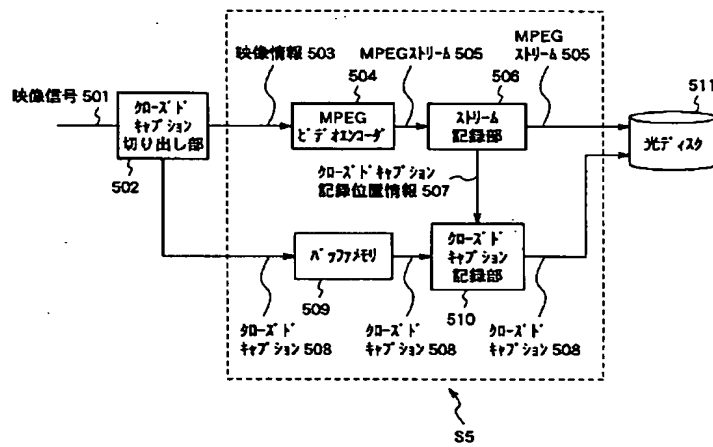 映像信号 501
クローズド
キャプション
切り出し部
502
映像情報 503
504
MPEG
ビデオエンコーダ
MPEGストリーム 505
506
ストリーム
記録部
MPEG
ストリーム 505
511
光ディスク
クローズドキャプション
記録位置情報 507
バッファメモリ
509
クローズド
キャプション
記録部
510
クローズド
キャプション 508
クローズド
キャプション 508
クローズド
キャプション 508
S5